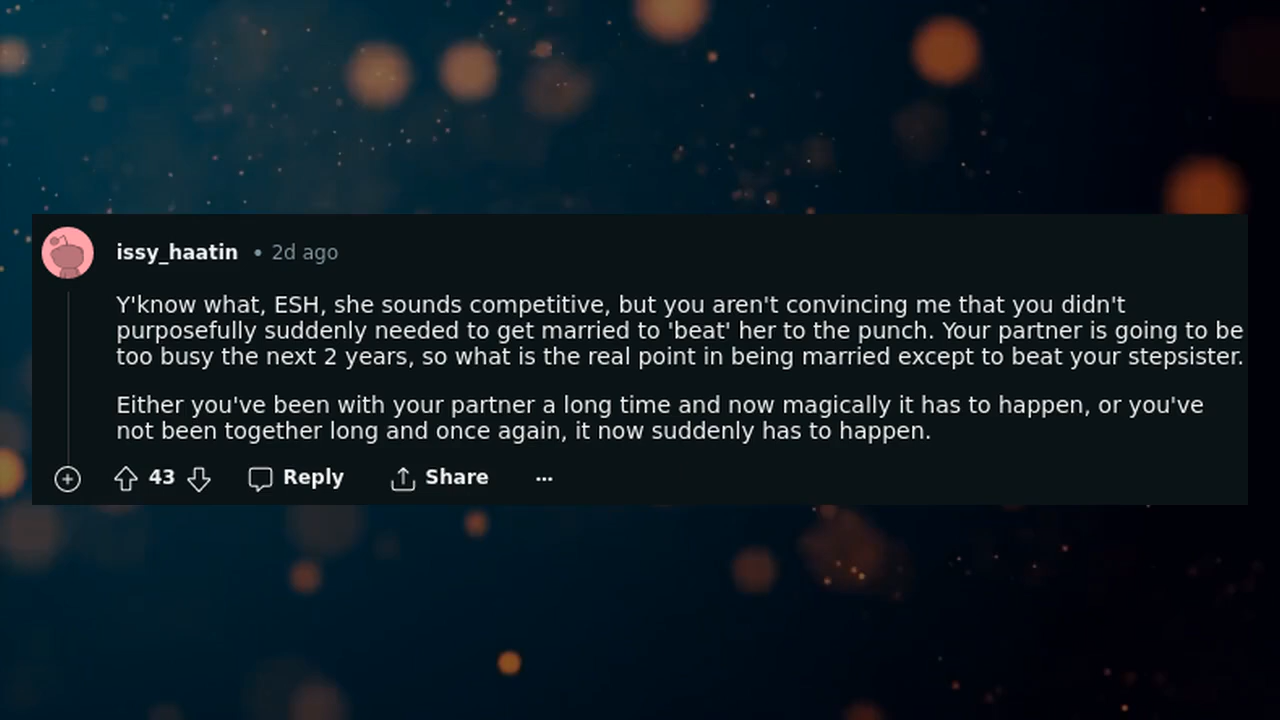 issy_haatin • 2d ago
Y'know what, ESH, she sounds competitive, but you aren't convincing me that you didn't
purposefully suddenly needed to get married to 'beat' her to the punch. Your partner is going to be
too busy the next 2 years, so what is the real point in being married except to beat your stepsister.
Either you've been with your partner a long time and now magically it has to happen, or you've
not been together long and once again, it now suddenly has to happen.
43 Reply Share ...